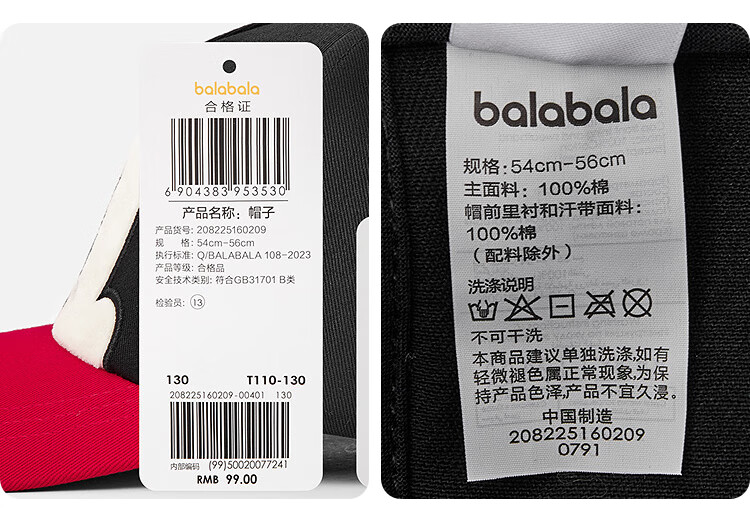 balabala
合格证
6 904383 953530
产品名称：帽子
产品货号: 208225160209
规 格: 54cm-56cm
执行标准: Q/BALABALA 108-2023
产品等级: 合格品
安全技术类别: 符合GB31701 B类
检验员: 13
130 T110-130
208225160209-00401 130
内部编码 (99)50020077241
RMB 99.00
balabala
规格: 54cm-56cm
主面料：100%棉
帽前里衬和汗带面料：
100%棉
（配料除外）
洗涤说明
不可干洗
本商品建议单独洗涤,如有
轻微褪色属正常现象,为保
持产品色泽,产品不宜久浸。
中国制造
208225160209
0791